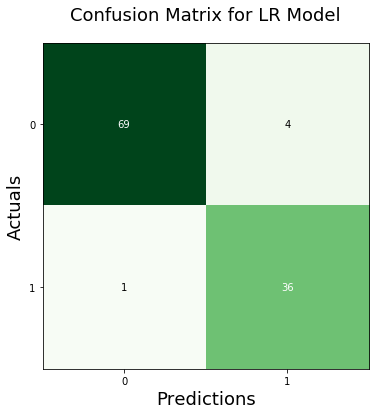 Confusion Matrix for LR Model
Actuals
0
69
4
1
1
36
0
1
Predictions